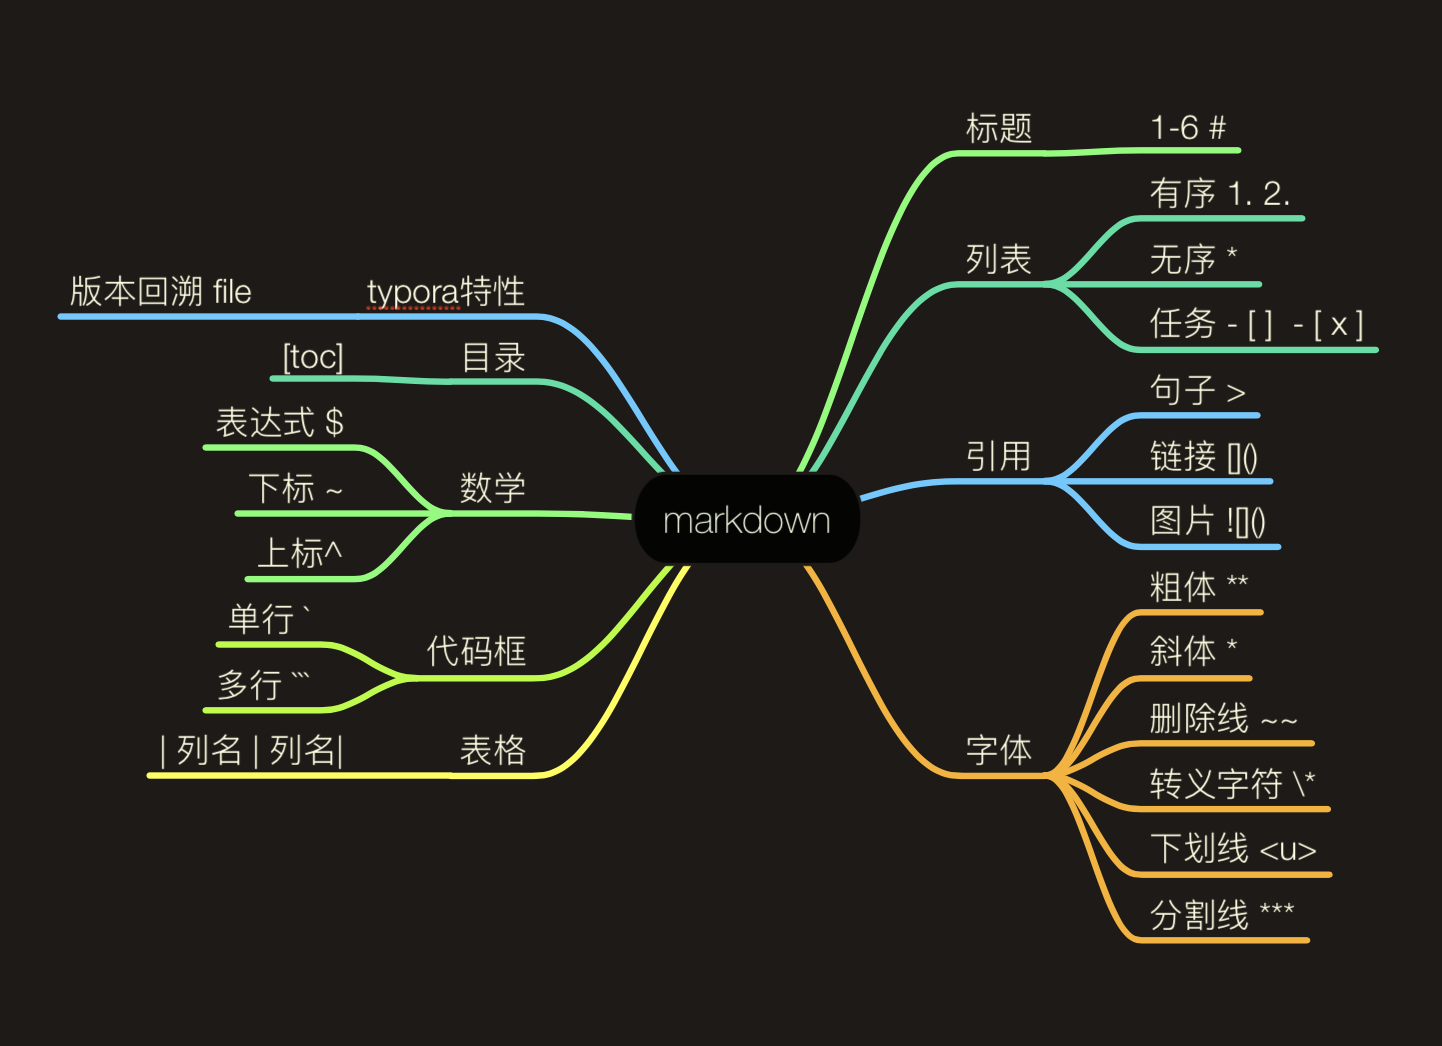 markdown
标题
1-6 #
列表
有序 1. 2.
无序 *
任务 - [ ]  - [ x ]
引用
句子 >
链接 []()
图片 ![]()
字体
粗体 **
斜体 *
删除线 ~~
转义字符 \*
下划线 <u>
分割线 ***
typora特性
版本回溯 file
目录
[toc]
数学
表达式 $
下标 ~
上标^
代码框
单行 `
多行 ```
表格
| 列名 | 列名|